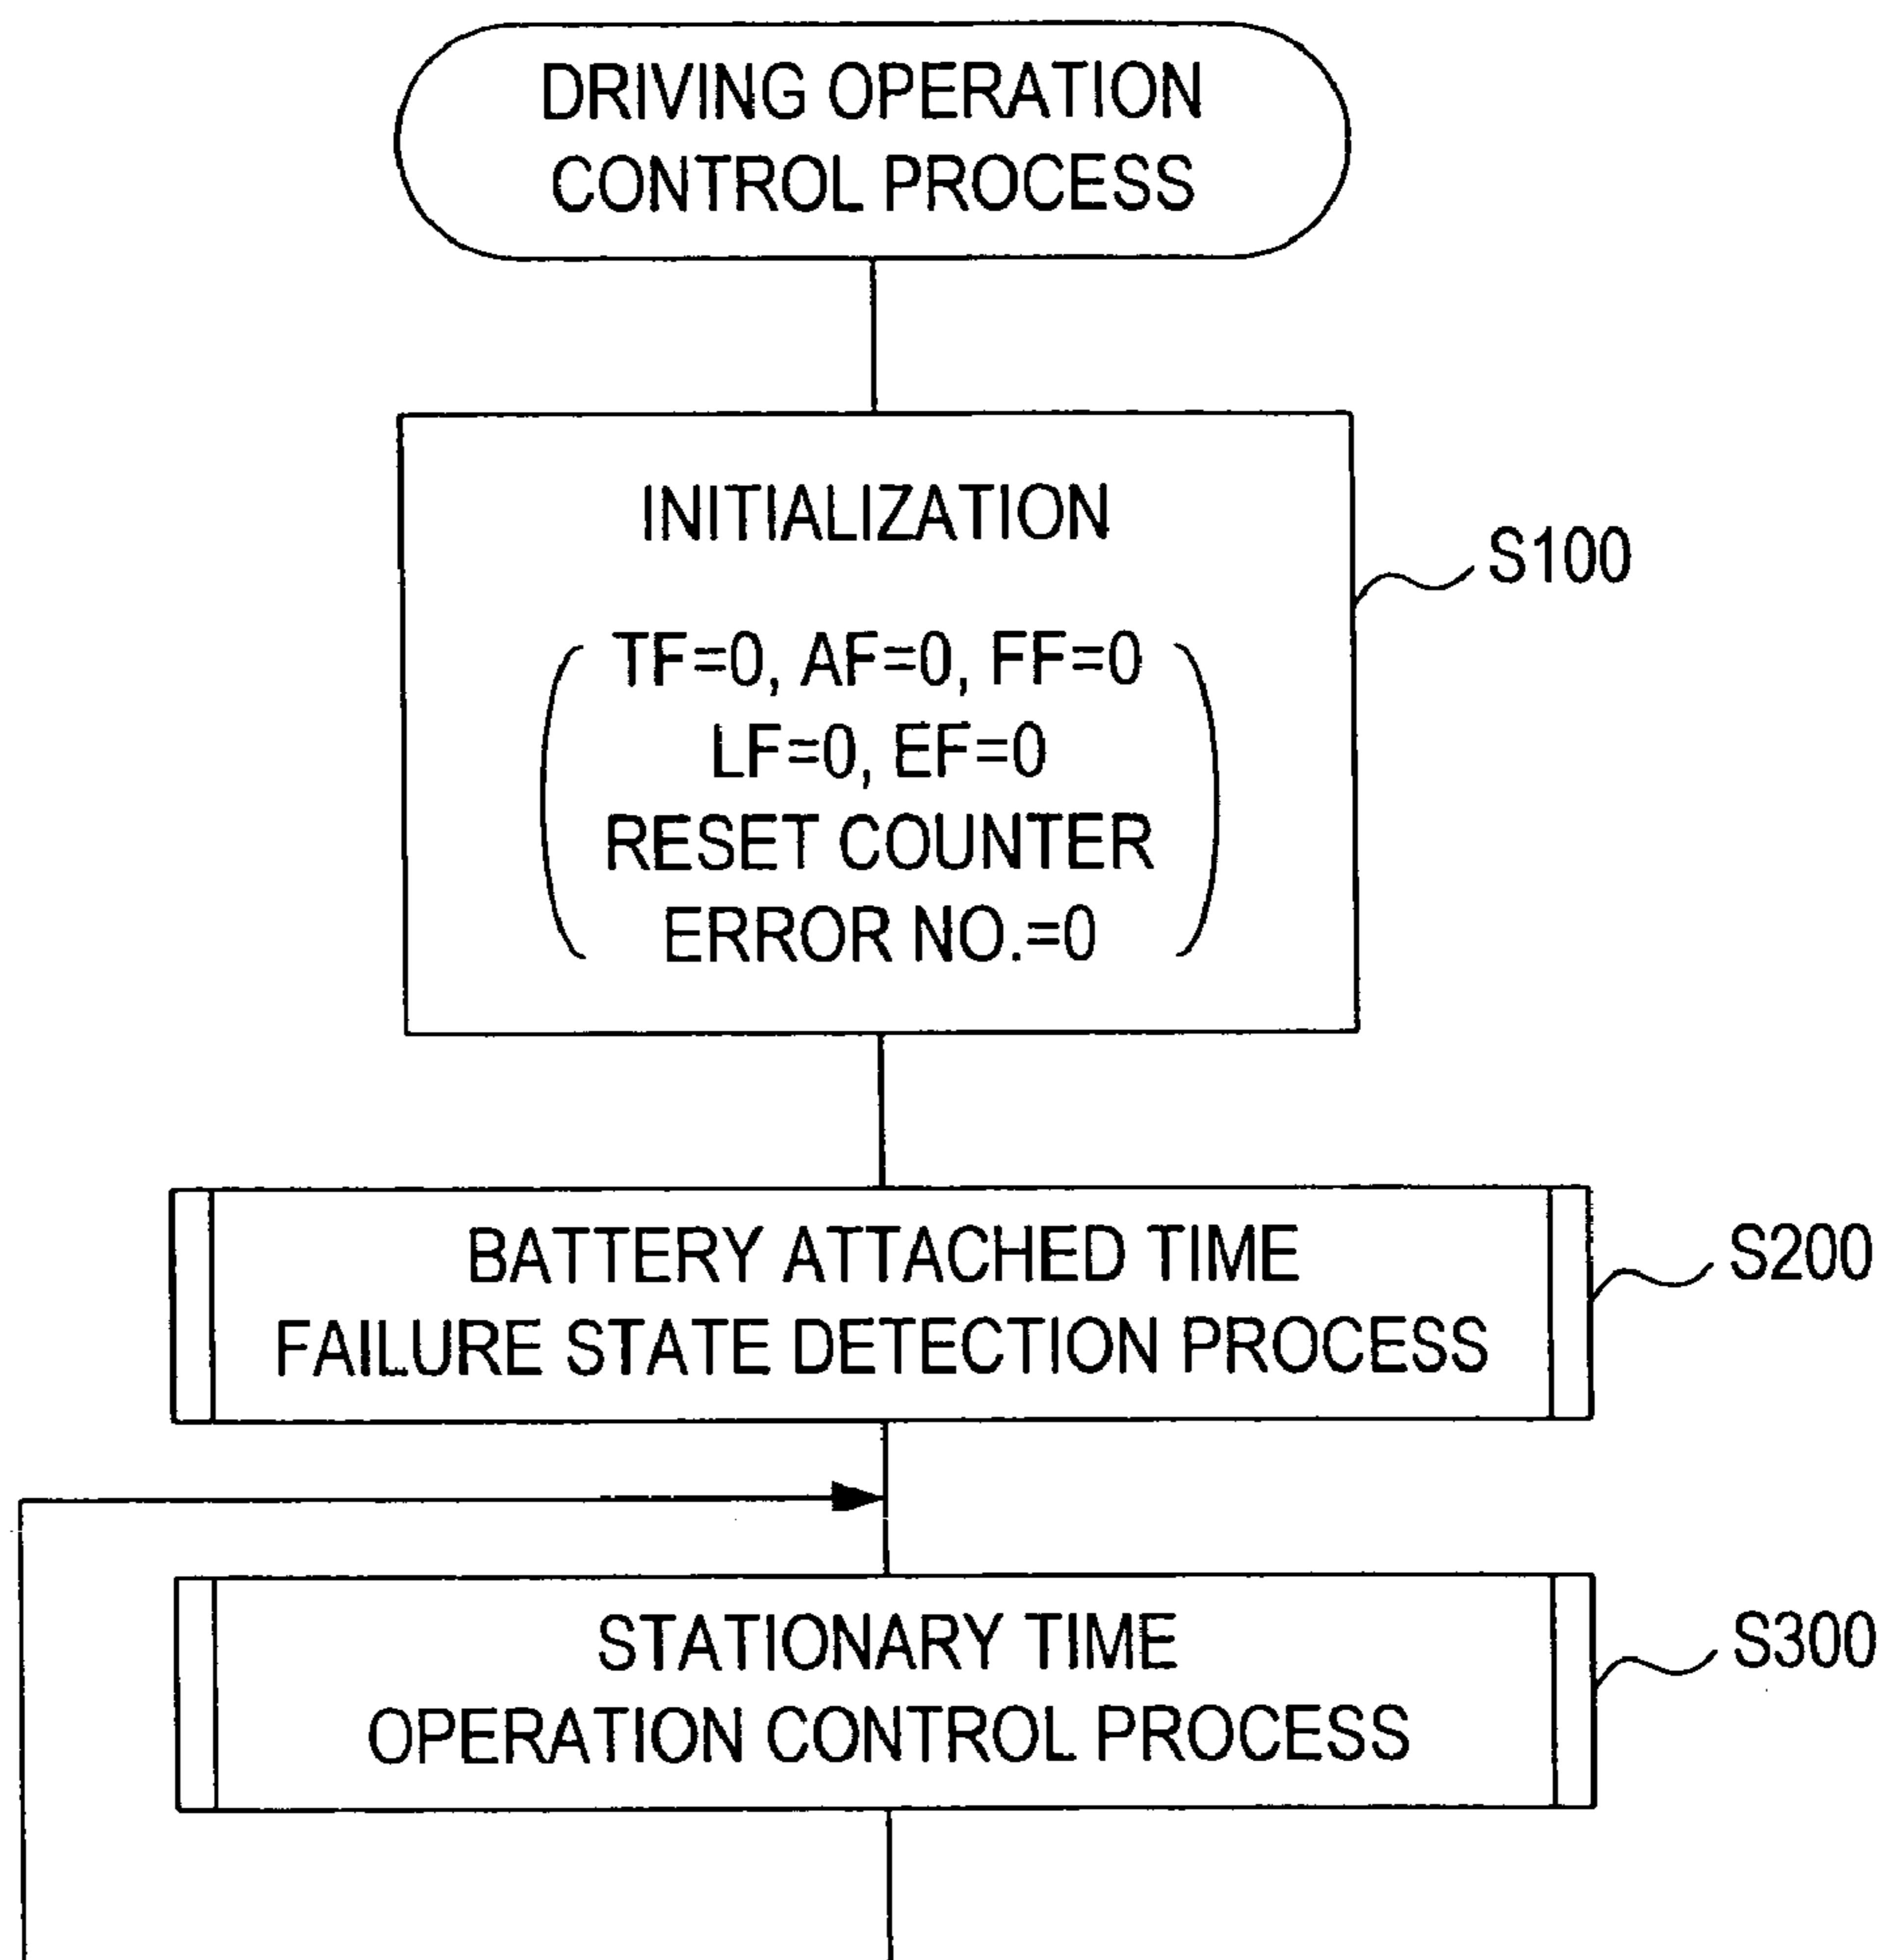 DRIVING OPERATION
CONTROL PROCESS
INITIALIZATION
S100
TF=0, AF=0, FF=0
LF=0, EF=0
RESET COUNTER
ERROR NO.=0
BATTERY ATTACHED TIME
S200
FAILURE STATE DETECTION PROCESS
STATIONARY TIME
S300
OPERATION CONTROL PROCESS